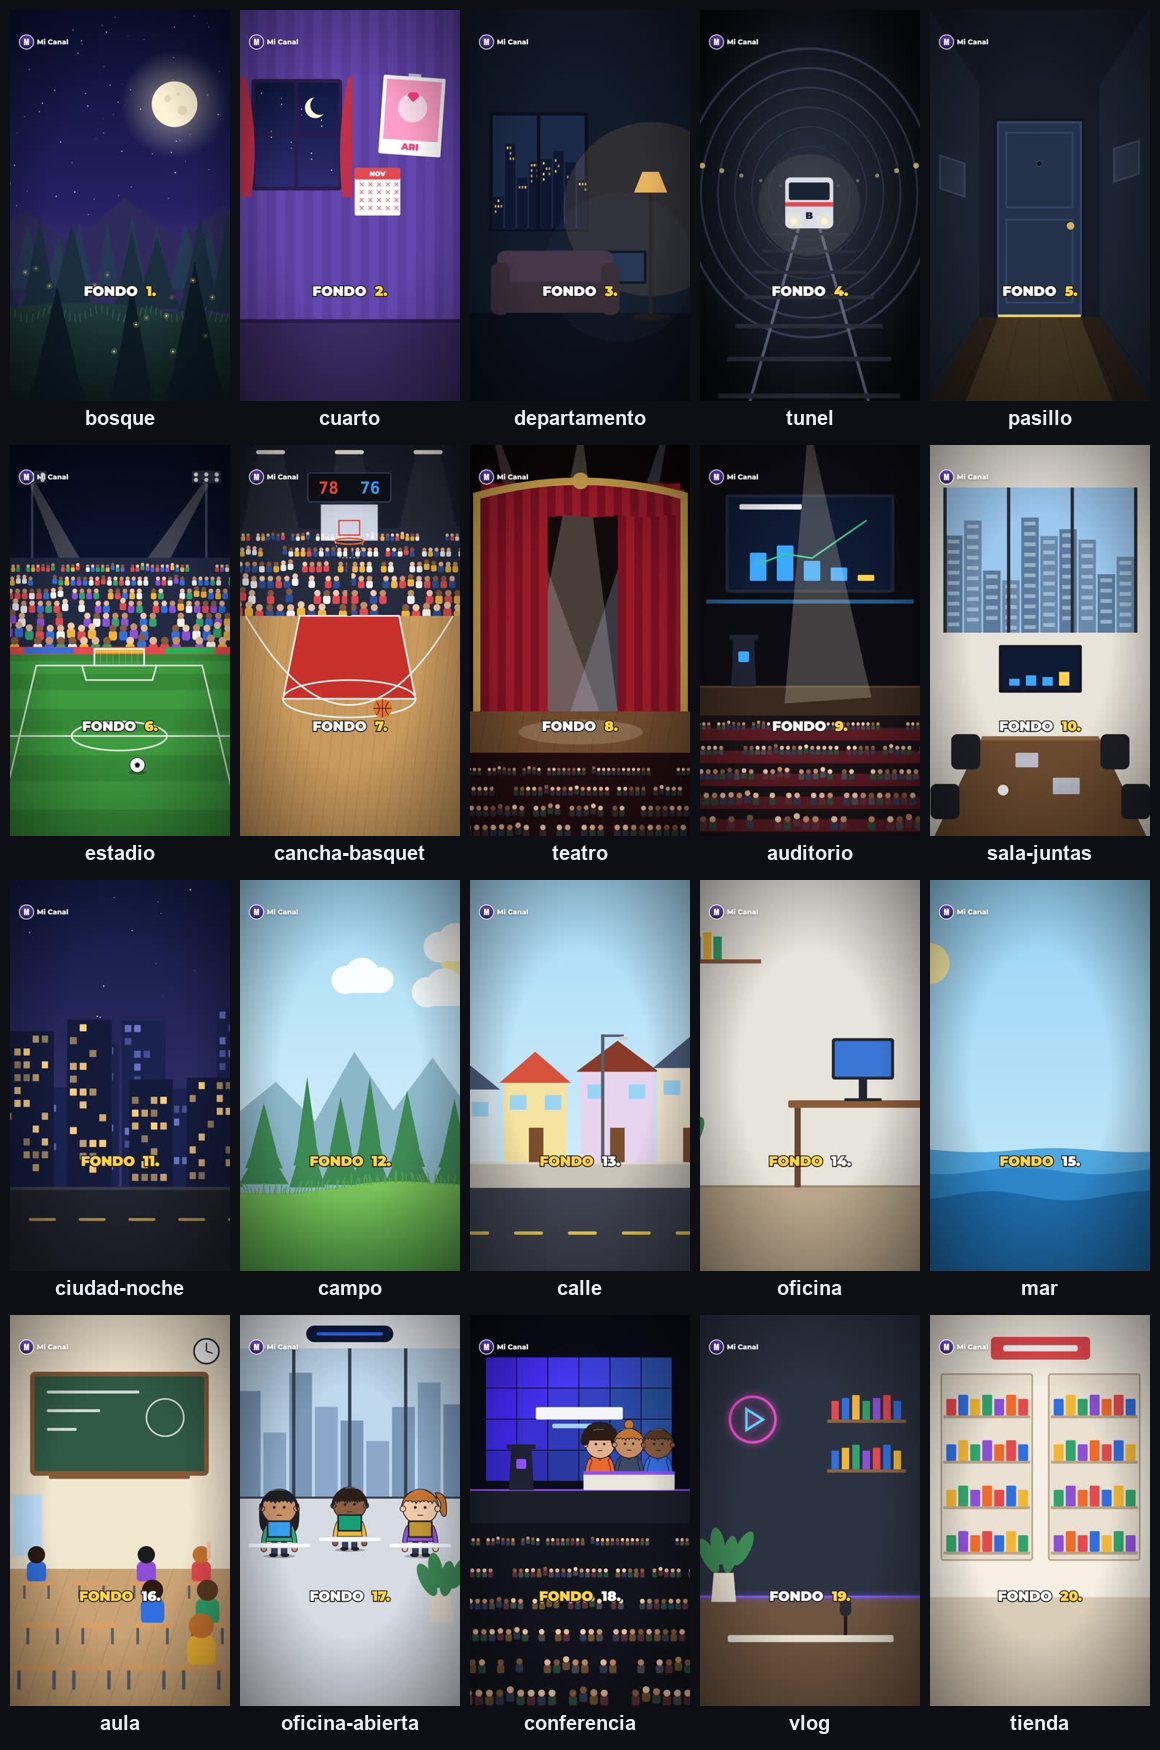 M Mi Canal
FONDO 1.
bosque
M Mi Canal
ARI
NOV
FONDO 2.
cuarto
M Mi Canal
FONDO 3.
departamento
M Mi Canal
B
FONDO 4.
tunel
M Mi Canal
FONDO 5.
pasillo
M Mi Canal
FONDO 6.
estadio
M Mi Canal
78 76
FONDO 7.
cancha-basquet
M Mi Canal
FONDO 8.
teatro
M Mi Canal
FONDO 9.
auditorio
M Mi Canal
FONDO 10.
sala-juntas
M Mi Canal
FONDO 11.
ciudad-noche
M Mi Canal
FONDO 12.
campo
M Mi Canal
FONDO 13.
calle
M Mi Canal
FONDO 14.
oficina
M Mi Canal
FONDO 15.
mar
M Mi Canal
FONDO 16.
aula
M Mi Canal
FONDO 17.
oficina-abierta
M Mi Canal
FONDO 18.
conferencia
M Mi Canal
FONDO 19.
vlog
M Mi Canal
FONDO 20.
tienda